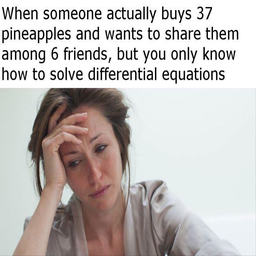 When someone actually buys 37
pineapples and wants to share them
among 6 friends, but you only know
how to solve differential equations